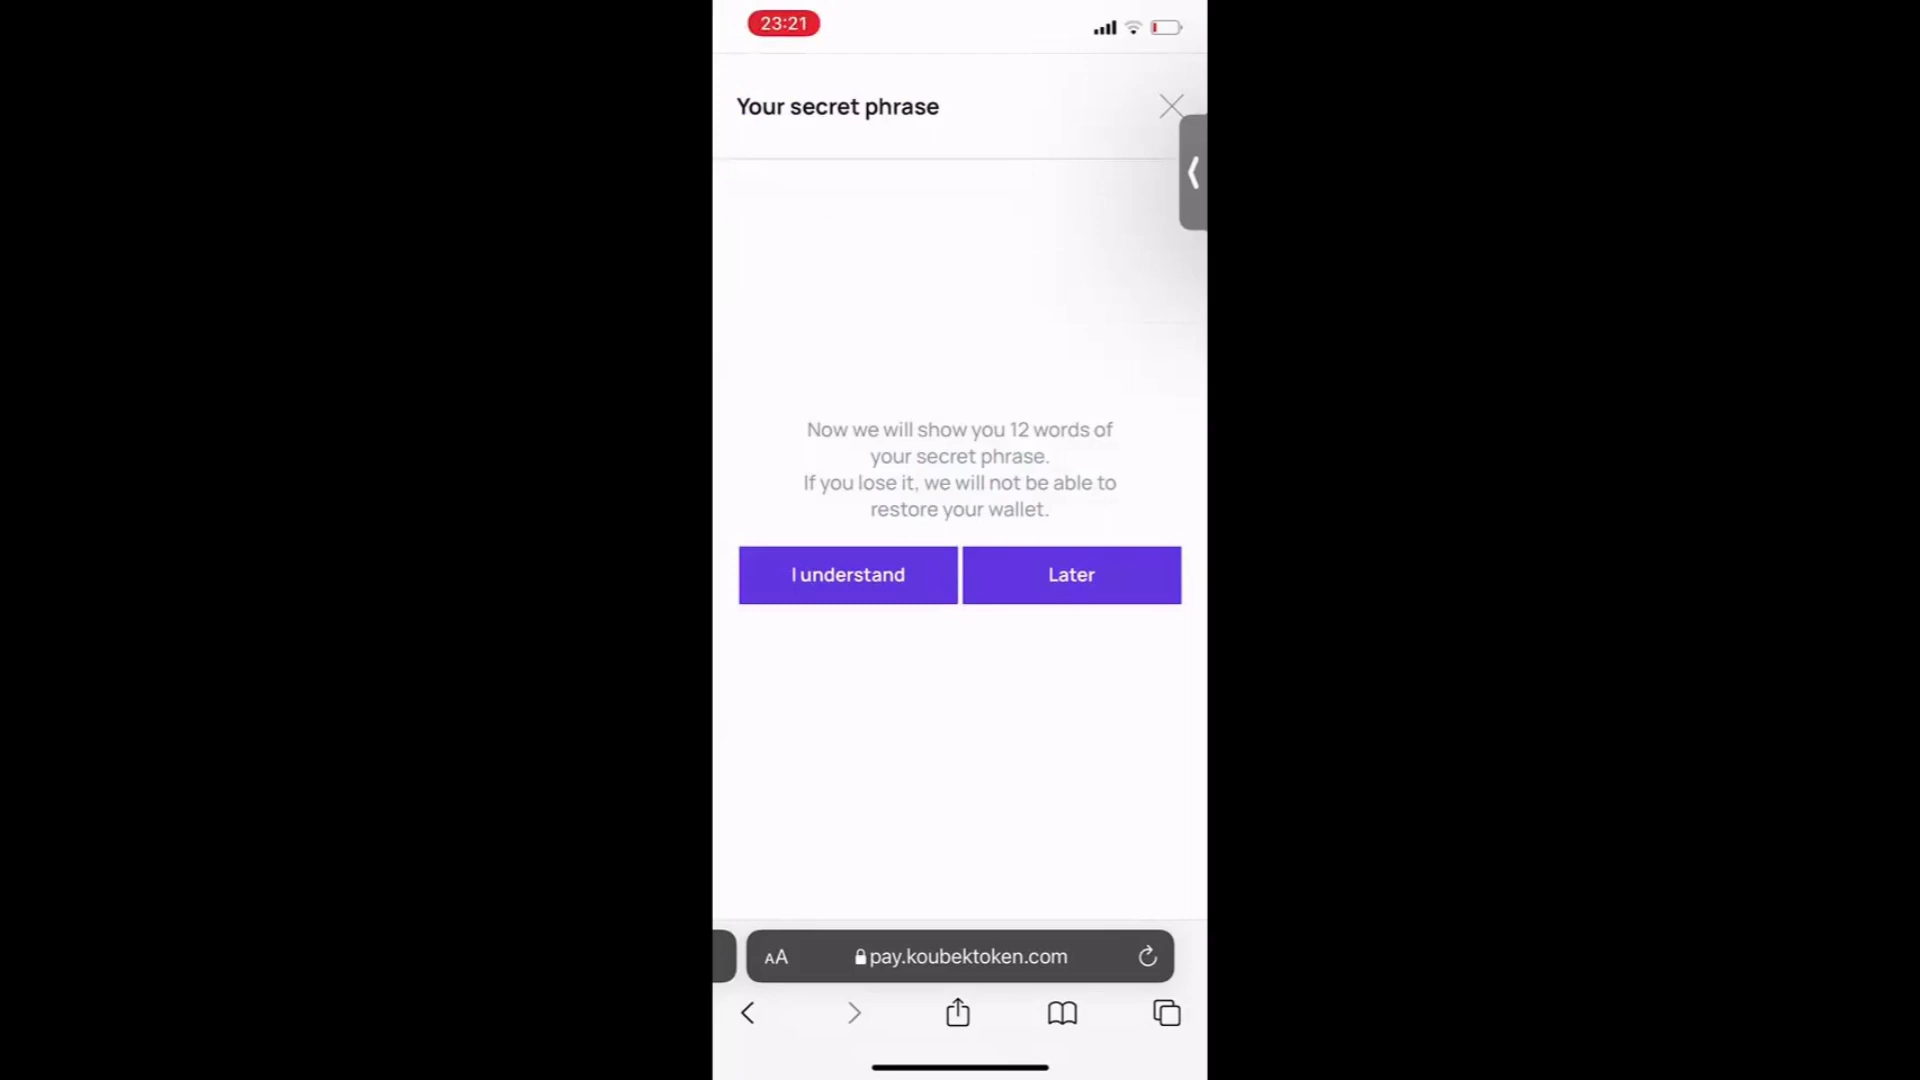 23:21
Your secret phrase
Now we will show you 12 words of
your secret phrase.
If you lose it, we will not be able to
restore your wallet.
I understand
Later
AA
pay.koubektoken.com